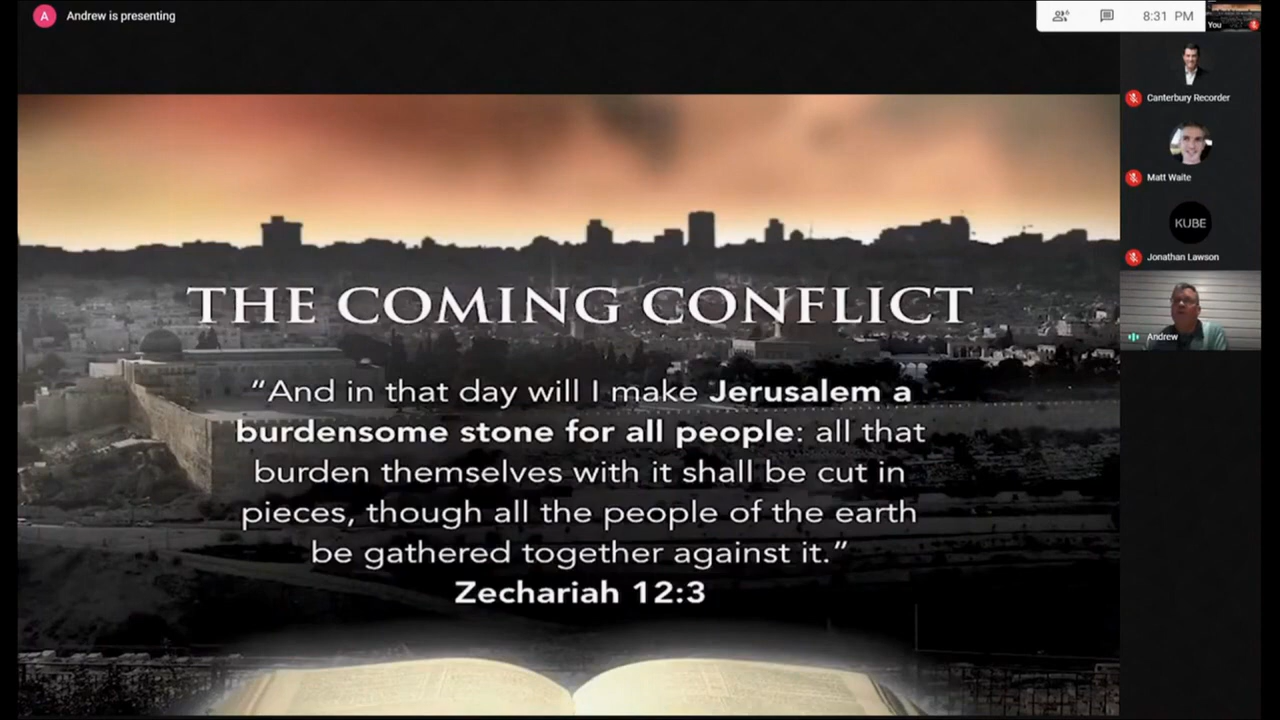 A
Andrew is presenting
8:31 PM
You
Canterbury Recorder
Matt Waite
KUBE
Jonathan Lawson
Andrew
THE COMING CONFLICT
“And in that day will I make Jerusalem a
burdensome stone for all people: all that
burden themselves with it shall be cut in
pieces, though all the people of the earth
be gathered together against it.”
Zechariah 12:3